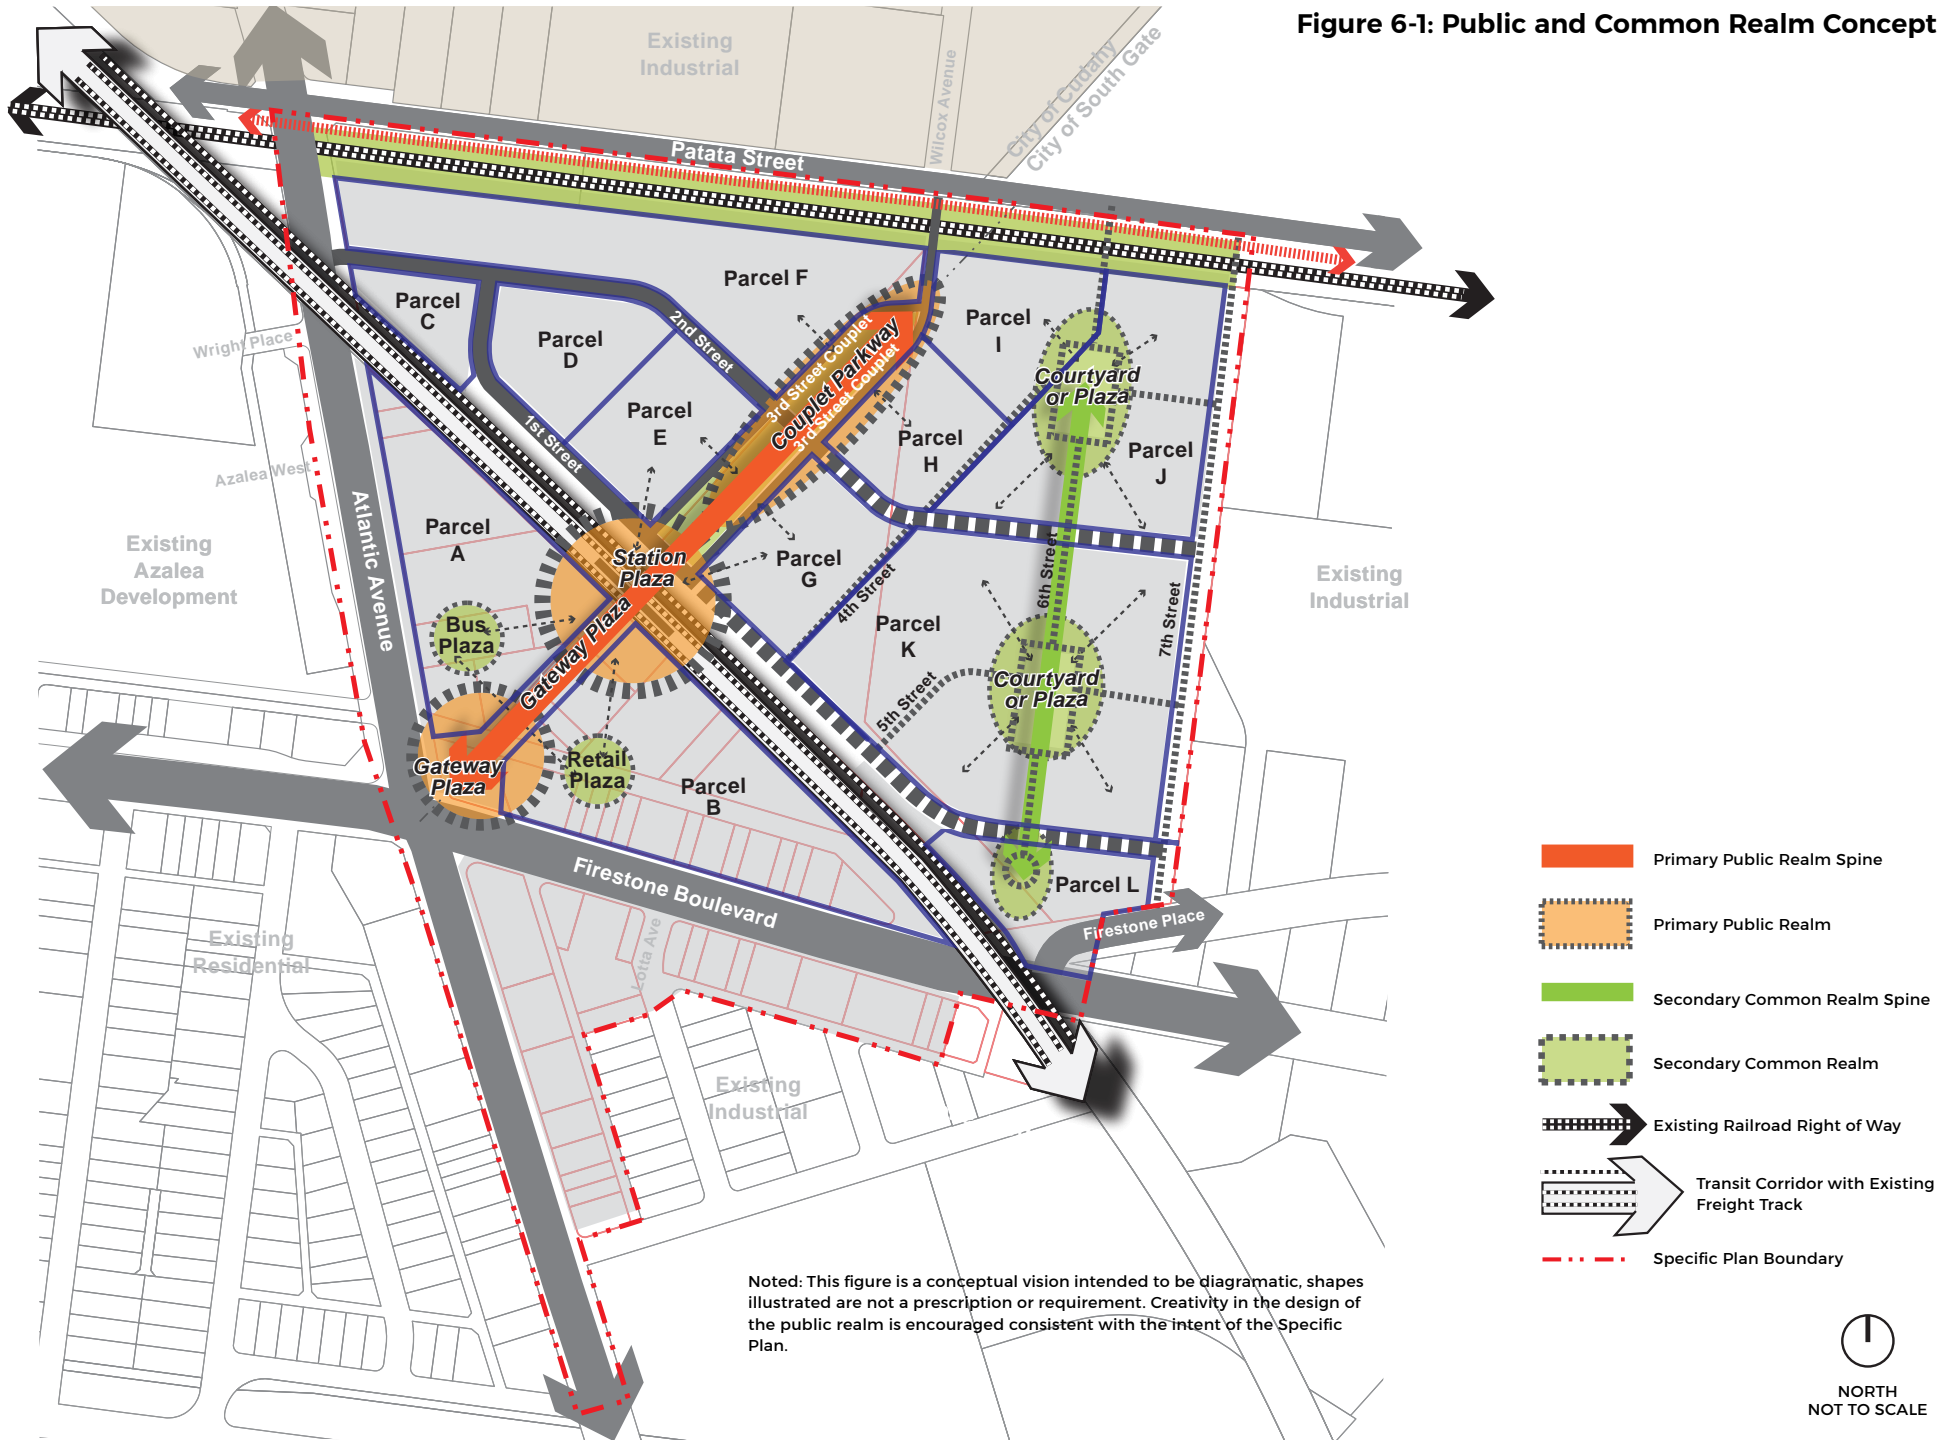 Figure 6-1: Public and Common Realm Concept
Existing
Industrial
Wilcox Avenue
City of Cudahy
City of South Gate
Patata Street
Parcel F
Parcel
C
Parcel
D
2nd Street
3rd Street Couplet
Couplet Parkway
3rd Street Couplet
Parcel
I
Courtyard
or Plaza
Wright Place
Parcel
E
1st Street
Parcel
H
Parcel
J
Azalea West
Atlantic Avenue
Parcel
A
Station
Plaza
Parcel
G
4th Street
6th Street
7th Street
Existing
Azalea
Development
Existing
Industrial
Bus
Plaza
Gateway Plaza
Parcel
K
5th Street
Courtyard
or Plaza
Gateway
Plaza
Retail
Plaza
Parcel
B
Parcel L
Firestone Boulevard
Firestone Place
Existing
Residential
Lotta Ave
Existing
Industrial
Primary Public Realm Spine
Primary Public Realm
Secondary Common Realm Spine
Secondary Common Realm
Existing Railroad Right of Way
Transit Corridor with Existing
Freight Track
Specific Plan Boundary
Noted: This figure is a conceptual vision intended to be diagramatic, shapes
illustrated are not a prescription or requirement. Creativity in the design of
the public realm is encouraged consistent with the intent of the Specific
Plan.
NORTH
NOT TO SCALE